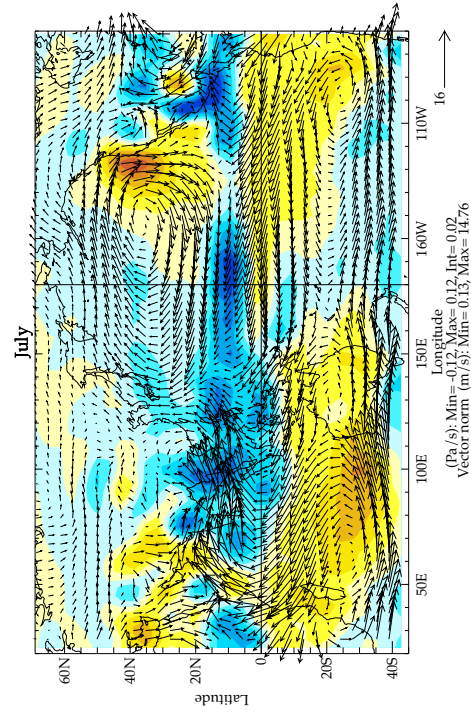 July
60N
40N
20N
0.
20S
40S
Latitude
50E
100E
150E
160W
110W
Longitude
(Pa/s): Min=-0.12, Max= 0.12, Int= 0.02
Vector norm (m/s): Min= 0.13, Max= 14.76
16